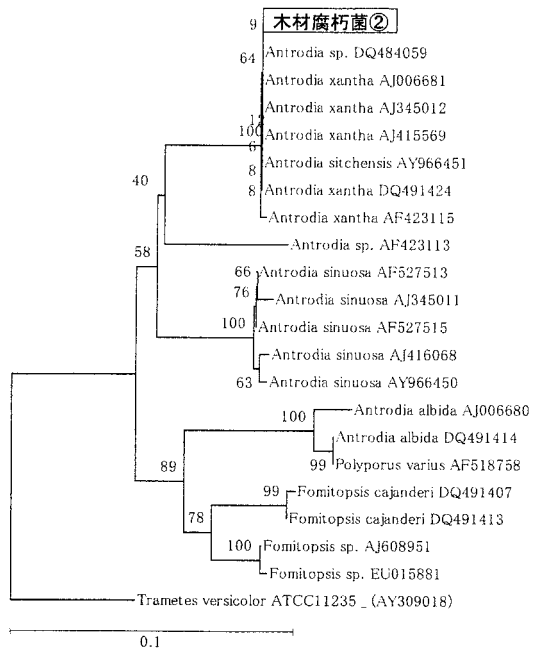 木材腐朽菌②
9
Antrodia sp. DQ484059
64
Antrodia xantha AJ006681
Antrodia xantha AJ345012
Antrodia xantha AJ415569
100
6
Antrodia sitchensis AY966451
8
Antrodia xantha DQ491424
8
Antrodia xantha AF423115
40
Antrodia sp. AF423113
58
Antrodia sinuosa AF527513
66
Antrodia sinuosa AJ345011
76
Antrodia sinuosa AF527515
100
Antrodia sinuosa AJ416068
Antrodia sinuosa AY966450
63
Antrodia albida AJ006680
100
Antrodia albida DQ491414
Polyporus varius AF518758
99
89
Fomitopsis cajanderi DQ491407
99
Fomitopsis cajanderi DQ491413
78
Fomitopsis sp. AJ608951
100
Fomitopsis sp. EU015881
Trametes versicolor ATCC11235 _ (AY309018)
0.1